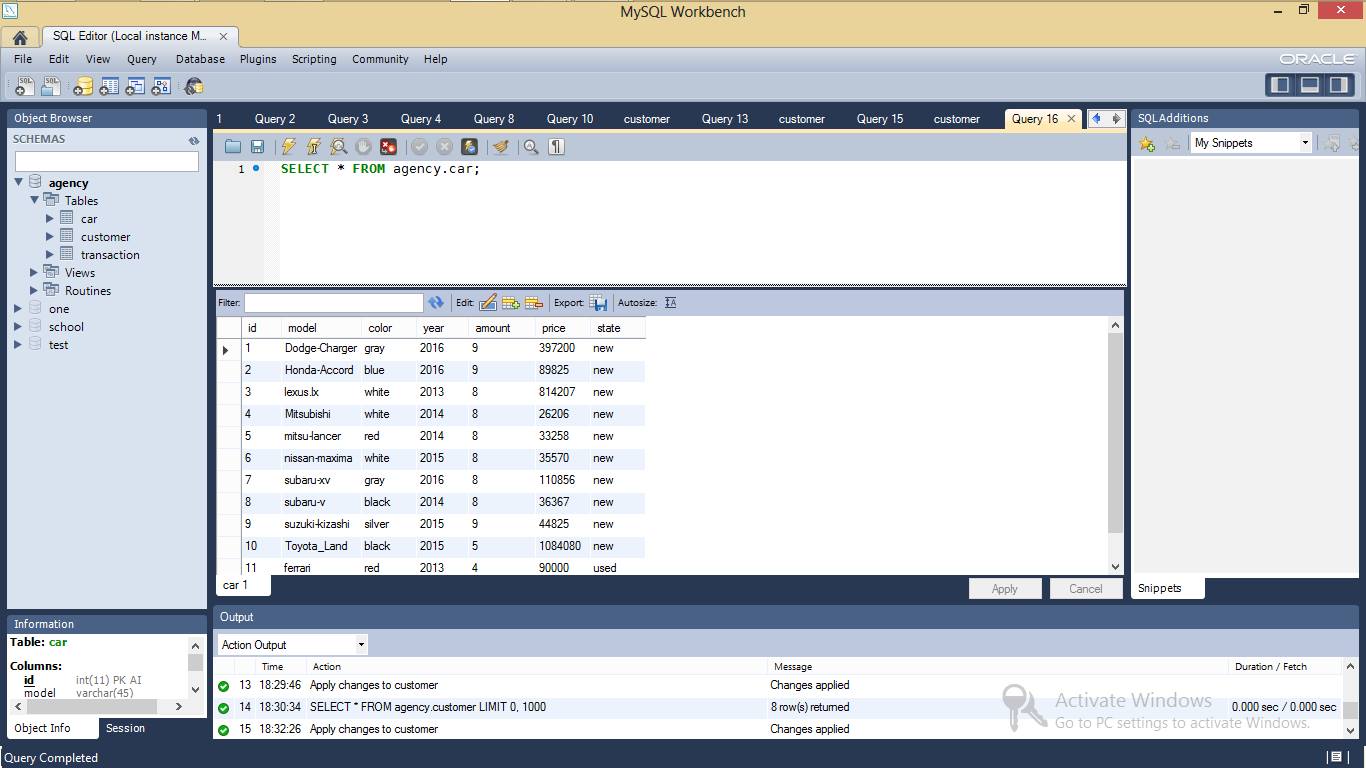 MySQL Workbench
SQL Editor (Local instance M... ×
File Edit View Query Database Plugins Scripting Community Help
ORACLE
Object Browser
SCHEMAS
agency
Tables
car
customer
transaction
Views
Routines
one
school
test
Information
Table: car
Columns:
id int(11) PK AI
model varchar(45)
Object Info Session
1 Query 2 Query 3 Query 4 Query 8 Query 10 customer Query 13 customer Query 15 customer Query 16 ×
1 SELECT * FROM agency.car;
Filter: Edit: Export: Autosize:
id model color year amount price state
1 Dodge-Charger gray 2016 9 397200 new
2 Honda-Accord blue 2016 9 89825 new
3 lexus.lx white 2013 8 814207 new
4 Mitsubishi white 2014 8 26206 new
5 mitsu-lancer red 2014 8 33258 new
6 nissan-maxima white 2015 8 35570 new
7 subaru-xv gray 2016 8 110856 new
8 subaru-v black 2014 8 36367 new
9 suzuki-kizashi silver 2015 9 44825 new
10 Toyota_Land black 2015 5 1084080 new
11 ferrari red 2013 4 90000 used
car 1
Apply Cancel
SQLAdditions
My Snippets
Snippets
Output
Action Output
Time Action Message Duration / Fetch
13 18:29:46 Apply changes to customer Changes applied
14 18:30:34 SELECT * FROM agency.customer LIMIT 0, 1000 8 row(s) returned 0.000 sec / 0.000 sec
15 18:32:26 Apply changes to customer Changes applied
Activate Windows
Go to PC settings to activate Windows.
Query Completed